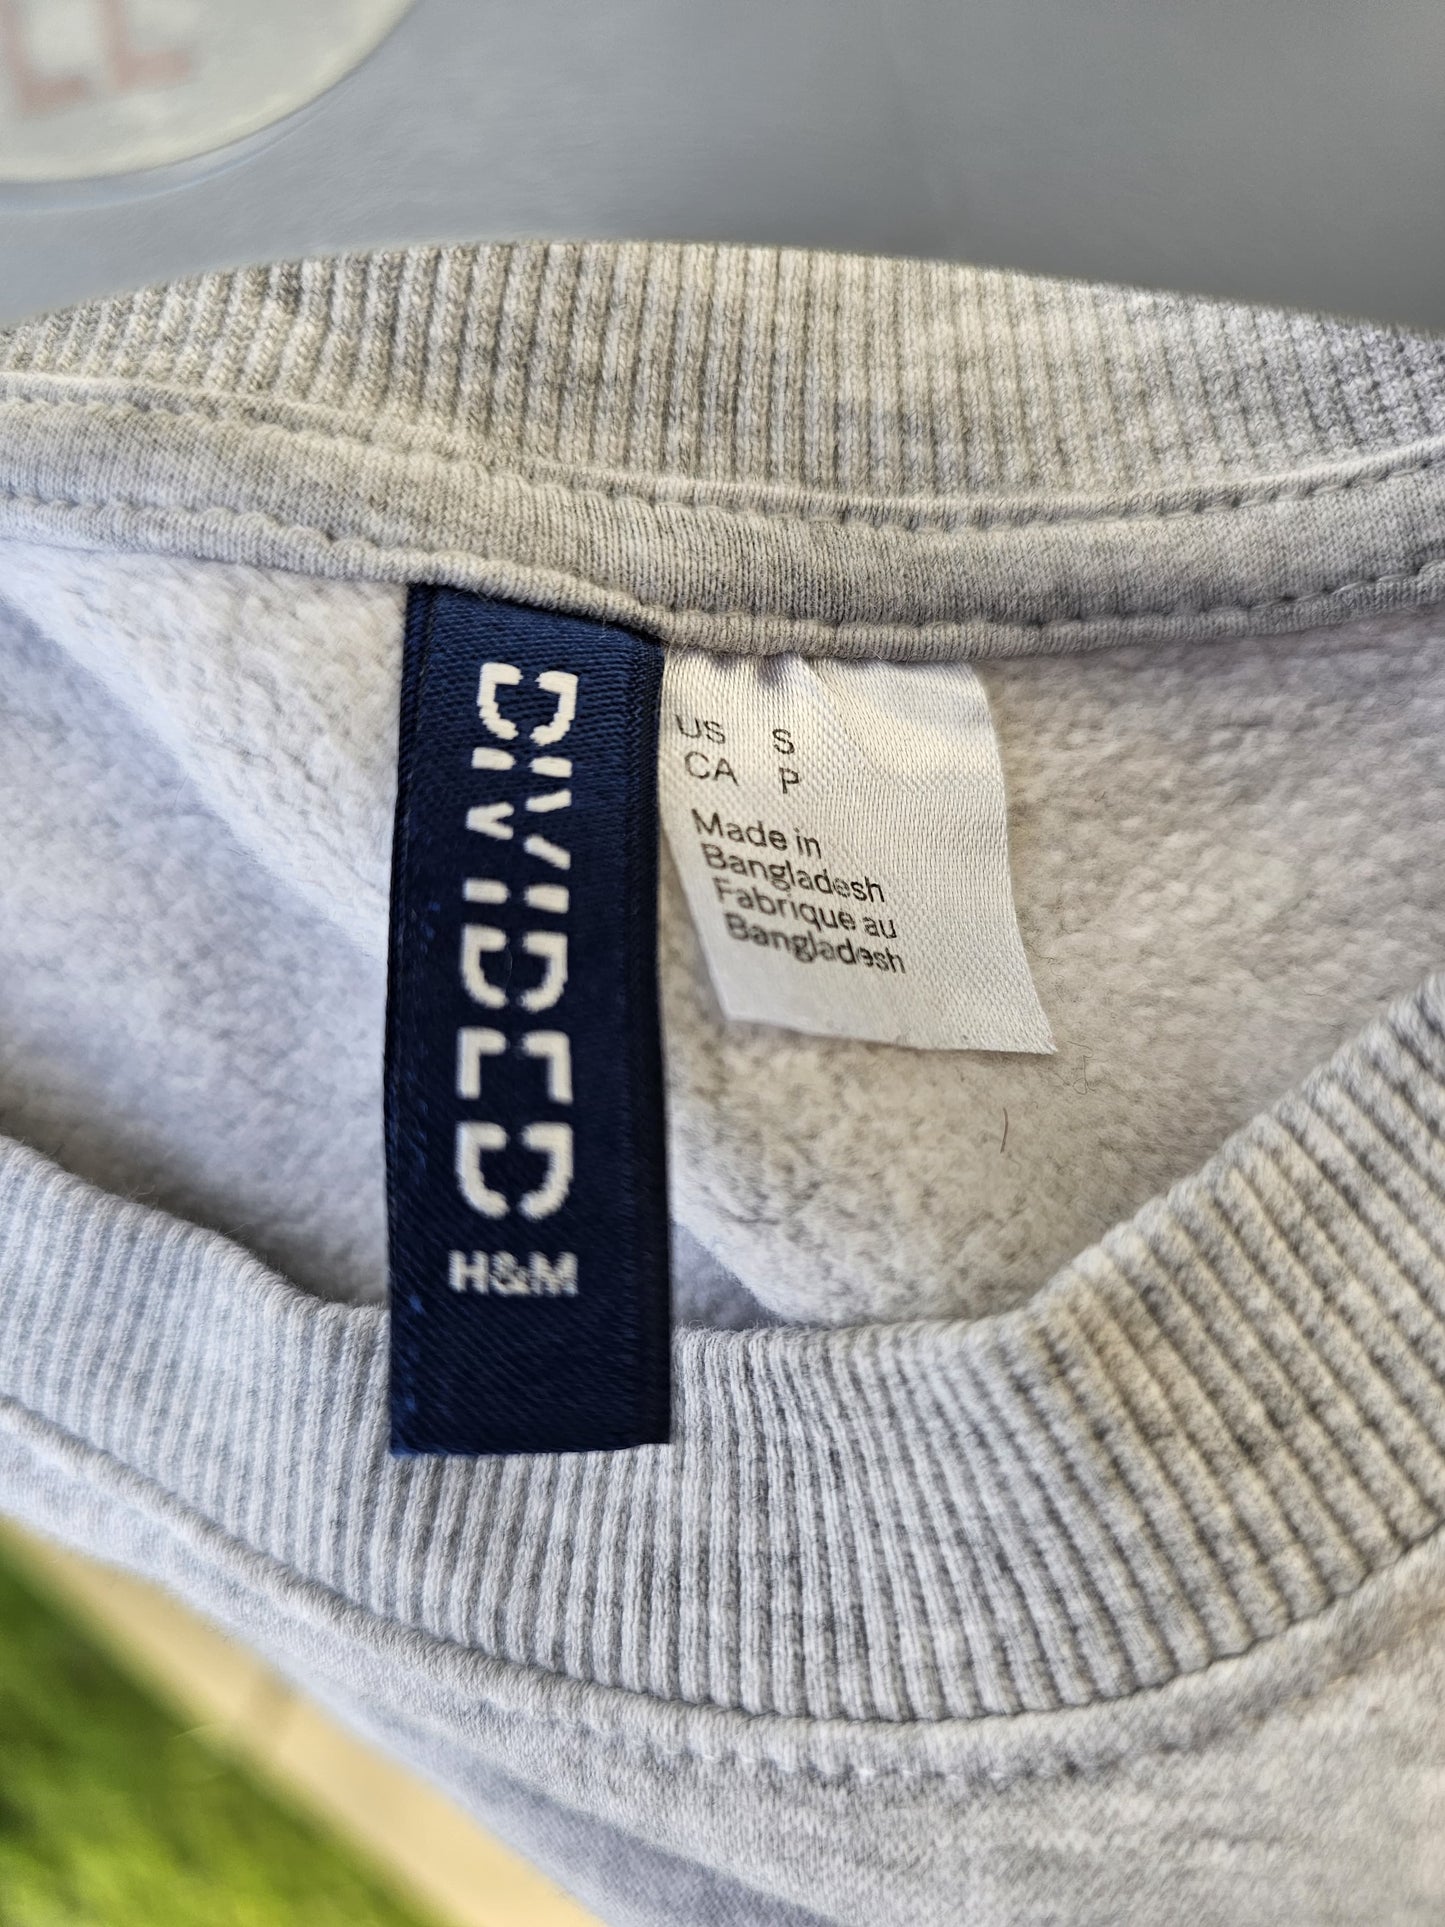 DIVIDED
H&M
US S
CA P
Made in
Bangladesh
Fabrique au
Bangladesh